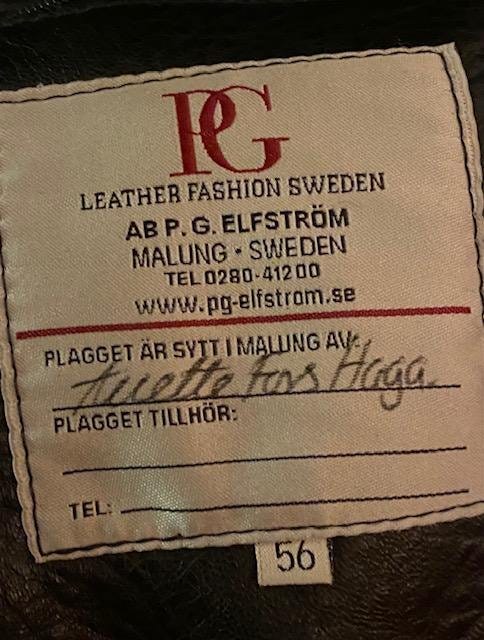 PG
LEATHER FASHION SWEDEN
AB P. G. ELFSTRÖM
MALUNG · SWEDEN
TEL 0280-41200
www.pg-elfstrom.se
PLAGGET ÄR SYTT I MALUNG AV:
Anette Fors Haga
PLAGGET TILLHÖR:
TEL:
56